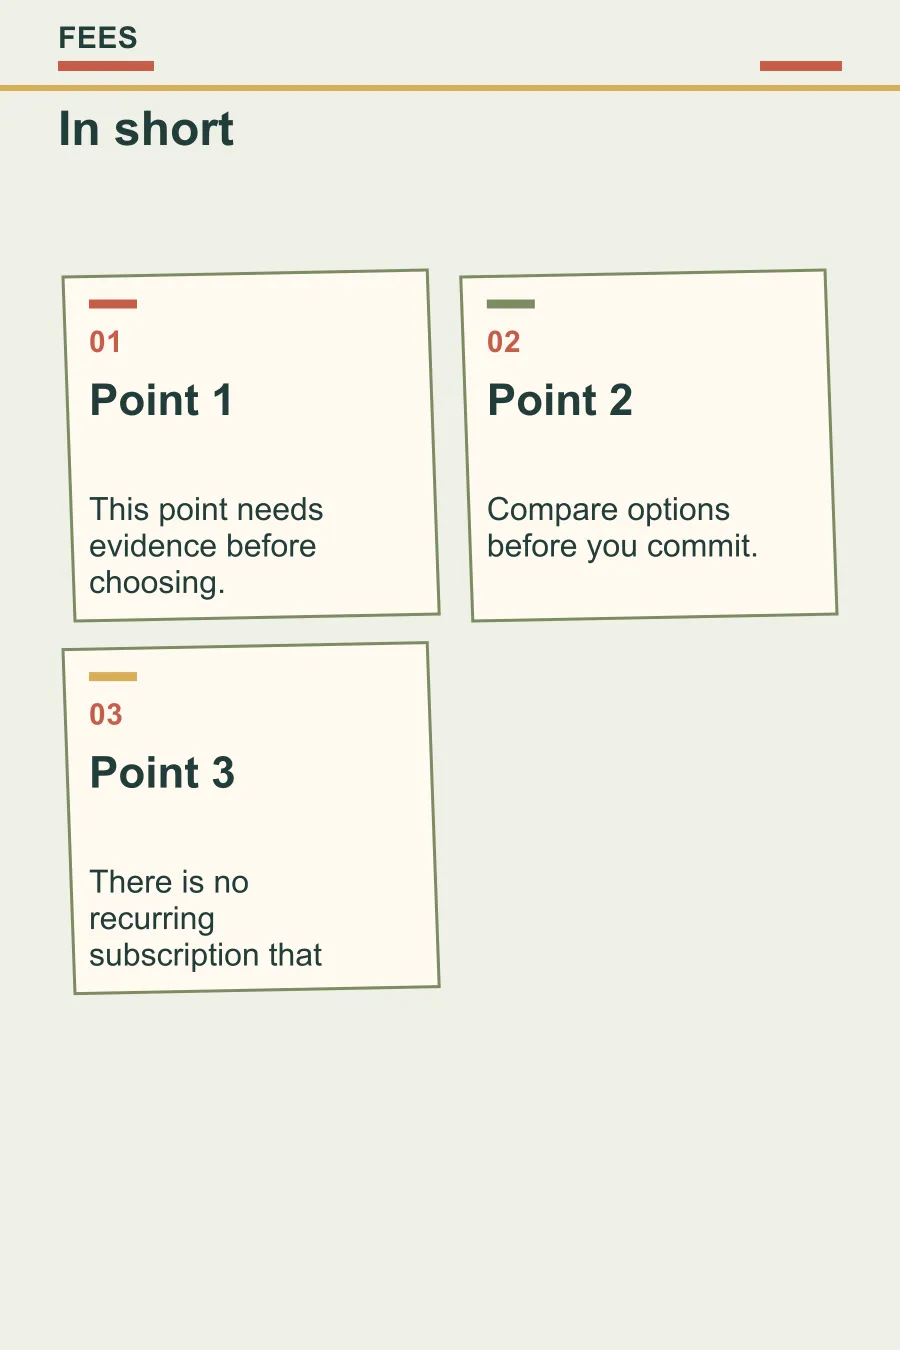 FEES
In short
01
Point 1
This point needs
evidence before
choosing.
02
Point 2
Compare options
before you commit.
03
Point 3
There is no
recurring
subscription that